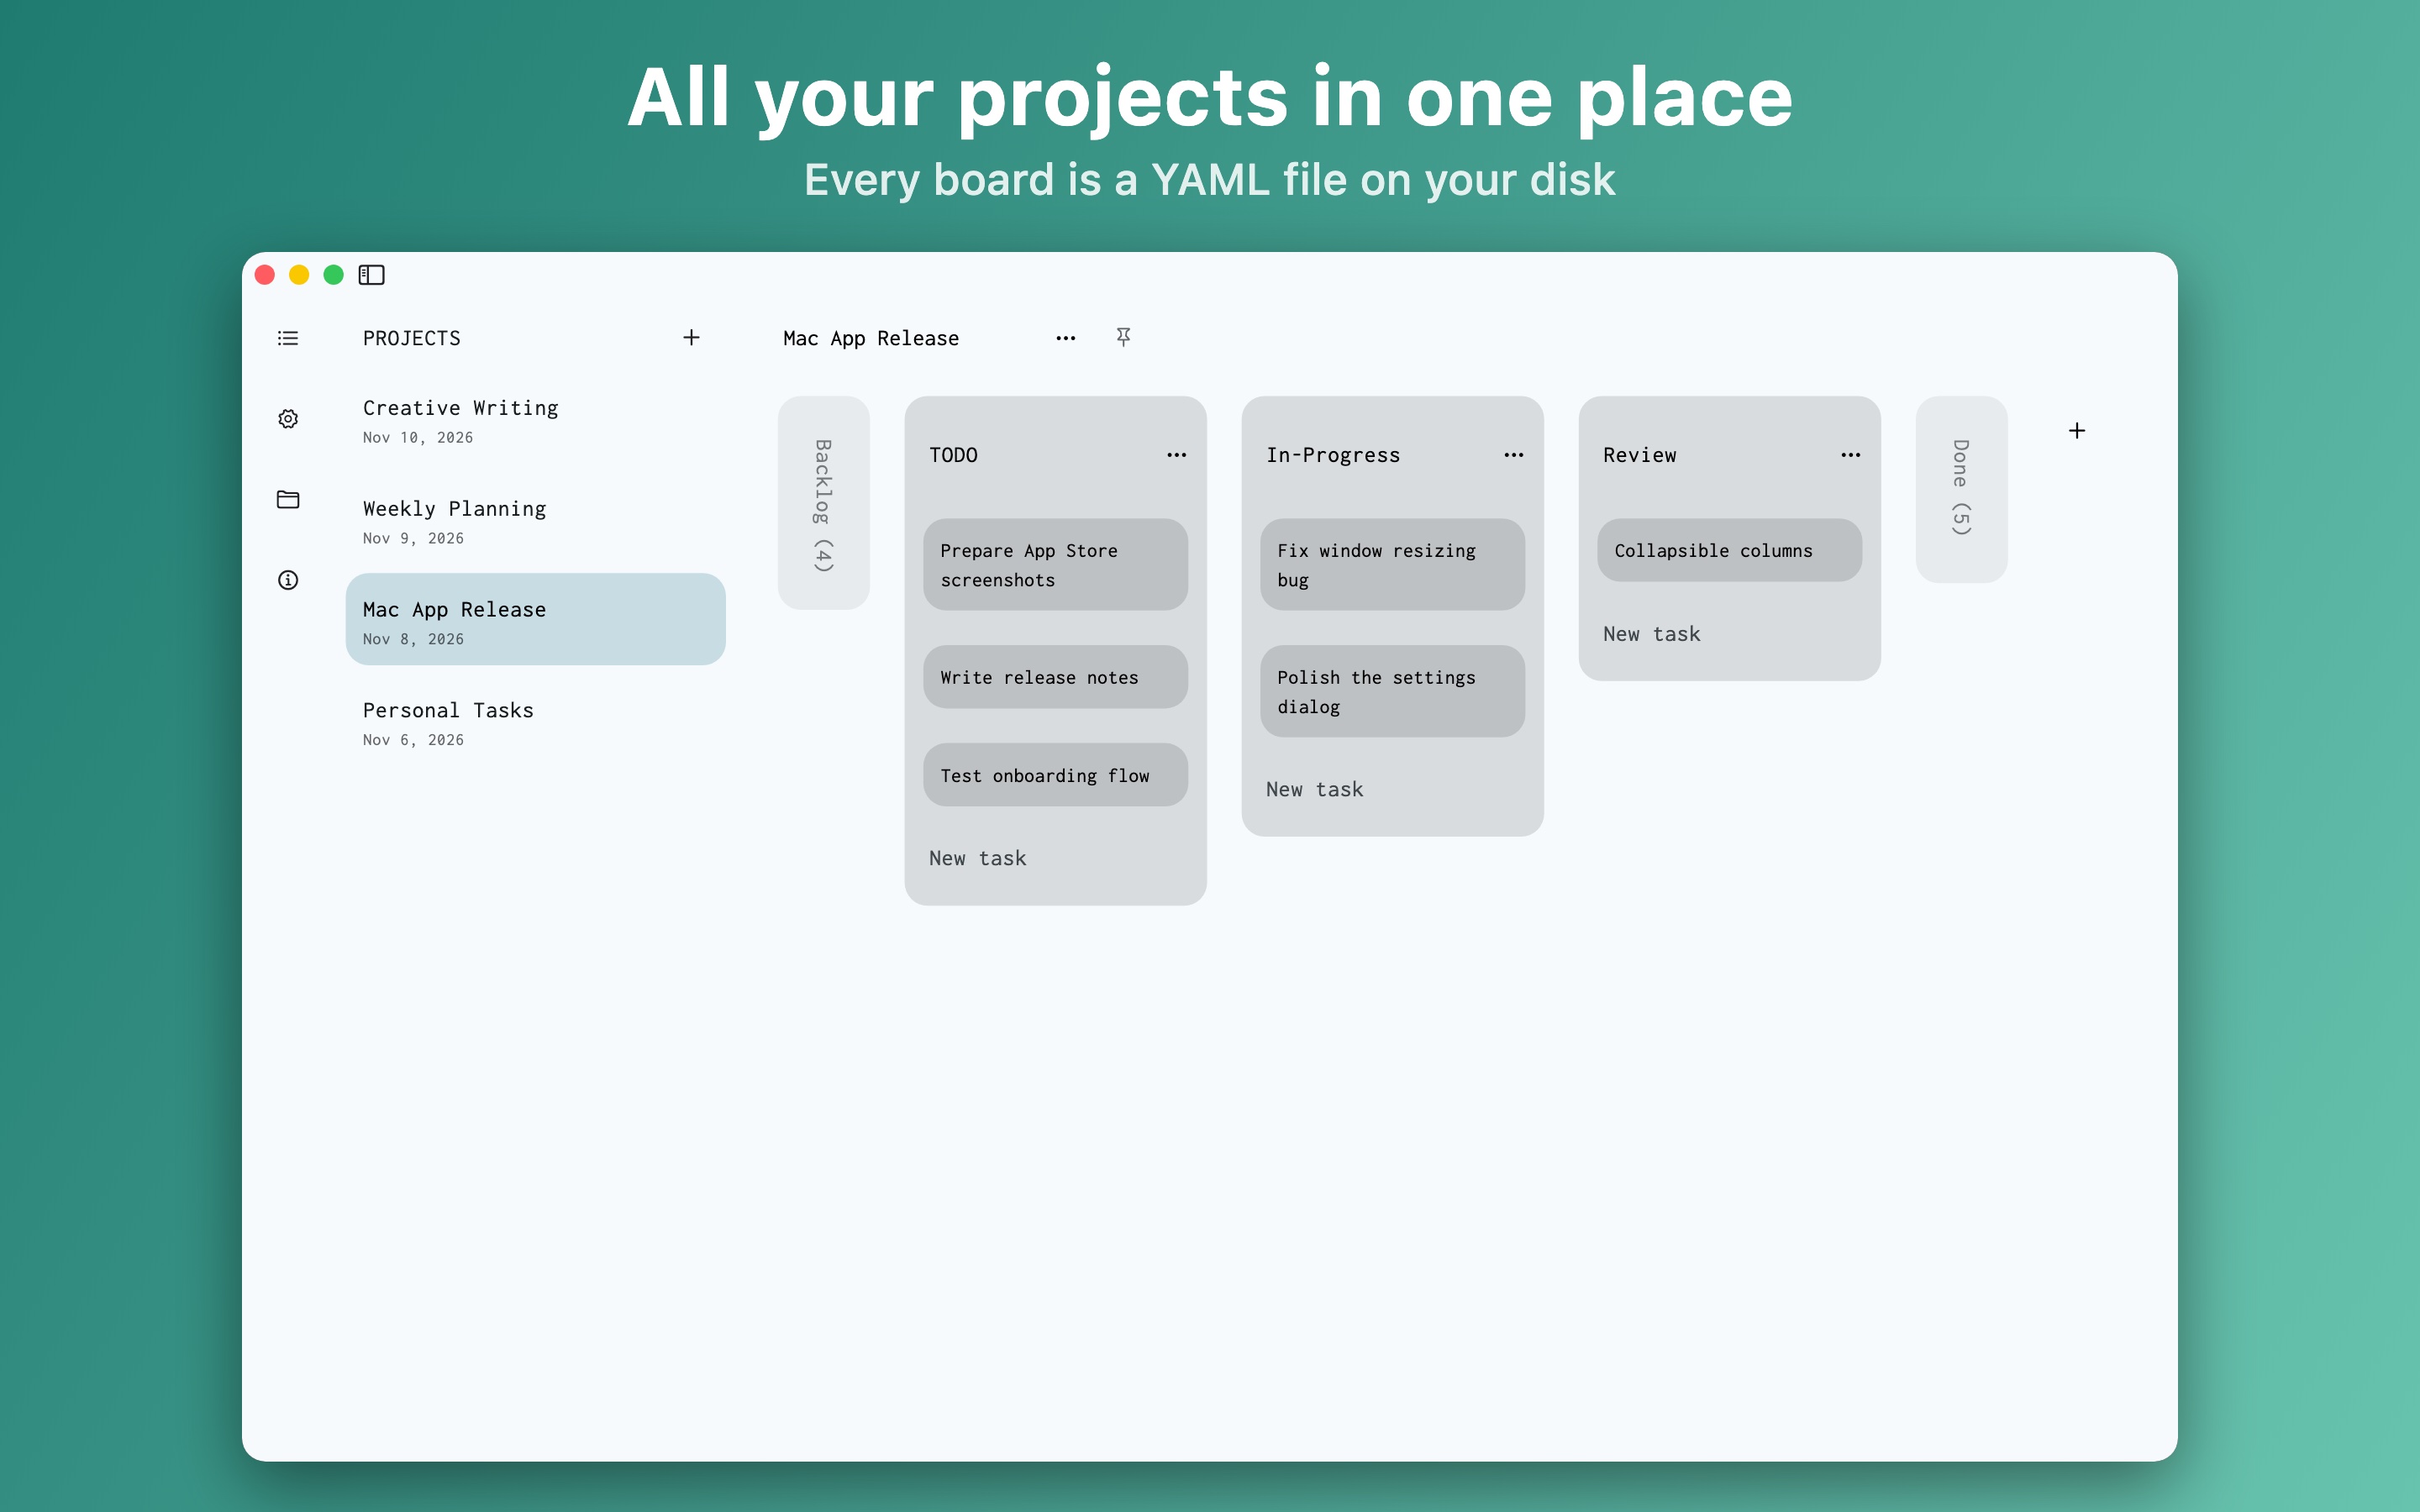 All your projects in one place
Every board is a YAML file on your disk
PROJECTS
Creative Writing
Nov 10, 2026
Weekly Planning
Nov 9, 2026
Mac App Release
Nov 8, 2026
Personal Tasks
Nov 6, 2026
Mac App Release
Backlog (4)
TODO
Prepare App Store
screenshots
Write release notes
Test onboarding flow
New task
In-Progress
Fix window resizing
bug
Polish the settings
dialog
New task
Review
Collapsible columns
New task
Done (5)